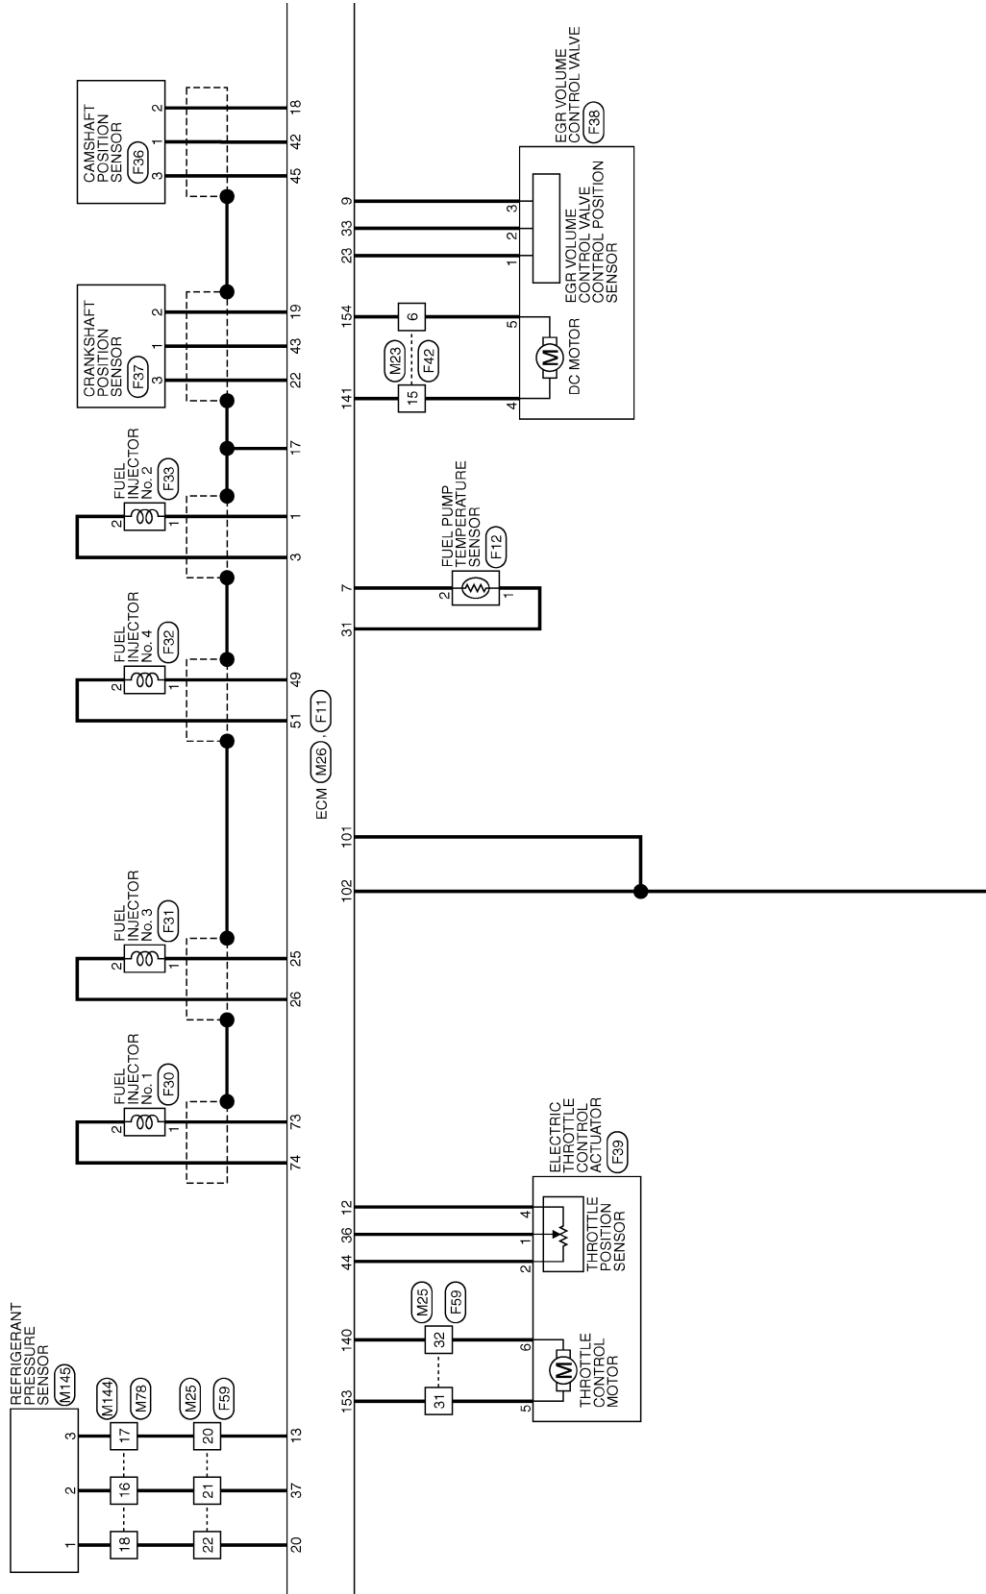 REFRIGERANT
PRESSURE
SENSOR
M145
1 2 3
18 16 17
M144
M78
22 21 20
M25
F59
20 37 13
FUEL
INJECTOR
No. 1
F30
2
1
74 73
FUEL
INJECTOR
No. 3
F31
2
1
26 25
FUEL
INJECTOR
No. 4
F32
2
1
51 49
FUEL
INJECTOR
No. 2
F33
2
1
3 1
17
CRANKSHAFT
POSITION
SENSOR
F37
3 1 2
22 43 19
CAMSHAFT
POSITION
SENSOR
F36
3 1 2
45 42 18
ECM M26 , F11
153 140
31 32
M25
F59
5 6
44 36 12
2 1 4
THROTTLE
CONTROL
MOTOR
M
THROTTLE
POSITION
SENSOR
ELECTRIC
THROTTLE
CONTROL
ACTUATOR
F39
102 101
31 7
FUEL PUMP
TEMPERATURE
SENSOR
F12
2
1
141 154
15 6
M23
F42
4 5
M
DC MOTOR
23 33 9
1 2 3
EGR VOLUME
CONTROL VALVE
CONTROL POSITION
SENSOR
EGR VOLUME
CONTROL VALVE
F38